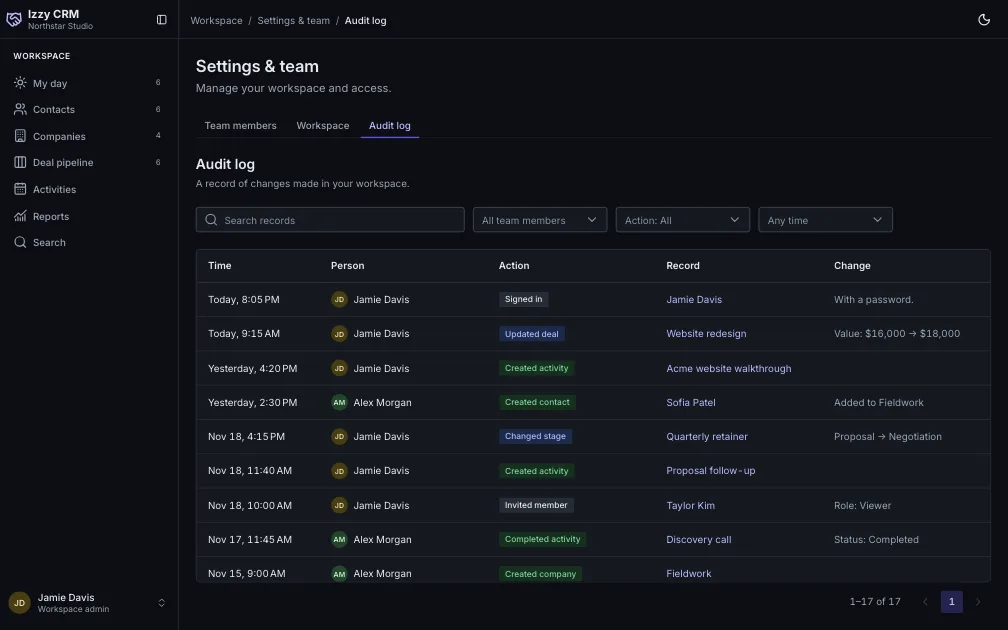 Izzy CRM
Northstar Studio
Workspace / Settings & team / Audit log
WORKSPACE
My day 6
Contacts 6
Companies 4
Deal pipeline 6
Activities
Reports
Search
Settings & team
Manage your workspace and access.
Team members Workspace Audit log
Audit log
A record of changes made in your workspace.
Search records All team members Action: All Any time
Time Person Action Record Change
Today, 8:05 PM JD Jamie Davis Signed in Jamie Davis With a password.
Today, 9:15 AM JD Jamie Davis Updated deal Website redesign Value: $16,000 → $18,000
Yesterday, 4:20 PM JD Jamie Davis Created activity Acme website walkthrough
Yesterday, 2:30 PM AM Alex Morgan Created contact Sofia Patel Added to Fieldwork
Nov 18, 4:15 PM JD Jamie Davis Changed stage Quarterly retainer Proposal → Negotiation
Nov 18, 11:40 AM JD Jamie Davis Created activity Proposal follow-up
Nov 18, 10:00 AM JD Jamie Davis Invited member Taylor Kim Role: Viewer
Nov 17, 11:45 AM AM Alex Morgan Completed activity Discovery call Status: Completed
Nov 15, 9:00 AM AM Alex Morgan Created company Fieldwork
1–17 of 17 1
JD Jamie Davis
Workspace admin